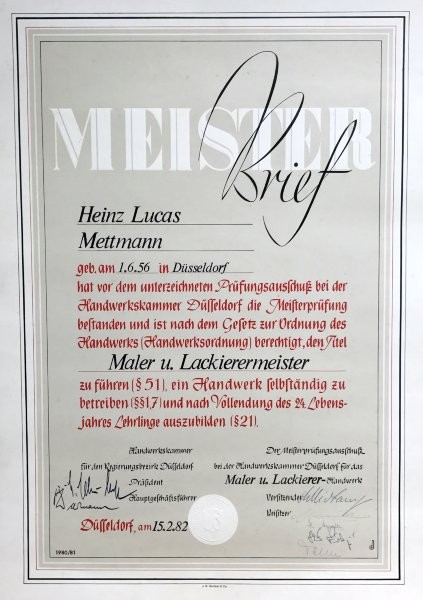 MEISTER
Brief
Heinz Lucas
Mettmann
geb. am 1.6.56 in Düsseldorf
hat vor dem unterzeichneten Prüfungsausschuß bei der
Handwerkskammer Düsseldorf die Meisterprüfung
bestanden und ist nach dem Gesetz zur Ordnung des
Handwerks (Handwerksordnung) berechtigt, den Titel
Maler u. Lackierermeister
zu führen (§ 51), ein Handwerk selbständig zu
betreiben (§§ 1,7) und nach Vollendung des 24. Lebens-
jahres Lehrlinge auszubilden (§ 21).
Handwerkskammer
für den Regierungsbezirk Düsseldorf
Präsident
Hauptgeschäftsführer
Der Meisterprüfungsausschuß
bei der Handwerkskammer Düsseldorf für das
Maler u. Lackierer-Handwerk
Vorsitzender
Beisitzer
Düsseldorf, am 15.2.82
1980/81